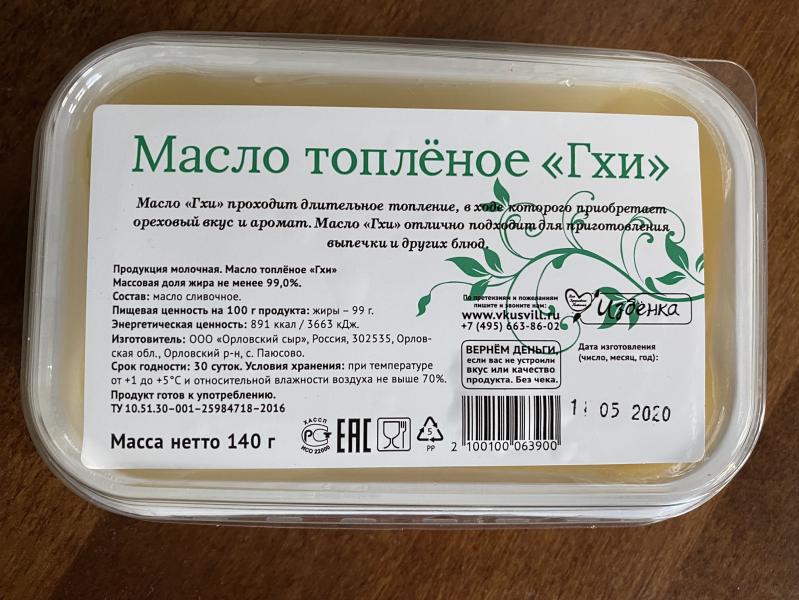 Масло топлёное «Гхи»
Масло «Гхи» проходит длительное топление, в ходе которого приобретает
ореховый вкус и аромат. Масло «Гхи» отлично подходит для приготовления
выпечки и других блюд.
Продукция молочная. Масло топлёное «Гхи»
Массовая доля жира не менее 99,0%.
Состав: масло сливочное.
Пищевая ценность на 100 г продукта: жиры – 99 г.
Энергетическая ценность: 891 ккал / 3663 кДж.
Изготовитель: ООО «Орловский сыр», Россия, 302535, Орлов-
ская обл., Орловский р-н, с. Паюсово.
Срок годности: 30 суток. Условия хранения: при температуре
от +1 до +5°С и относительной влажности воздуха не выше 70%.
Продукт готов к употреблению.
ТУ 10.51.30–001–25984718–2016
Масса нетто 140 г
ХАССП
РС
ИСО 22000
ЕАС
5
PP
По претензиям и пожеланиям
пишите и звоните нам:
www.vkusvill.ru
+7 (495) 663-86-02
Избёнка
ВЕРНЁМ ДЕНЬГИ,
если вас не устроили
вкус или качество
продукта. Без чека.
Дата изготовления
(число, месяц, год):
05 2020
2 100100 063900